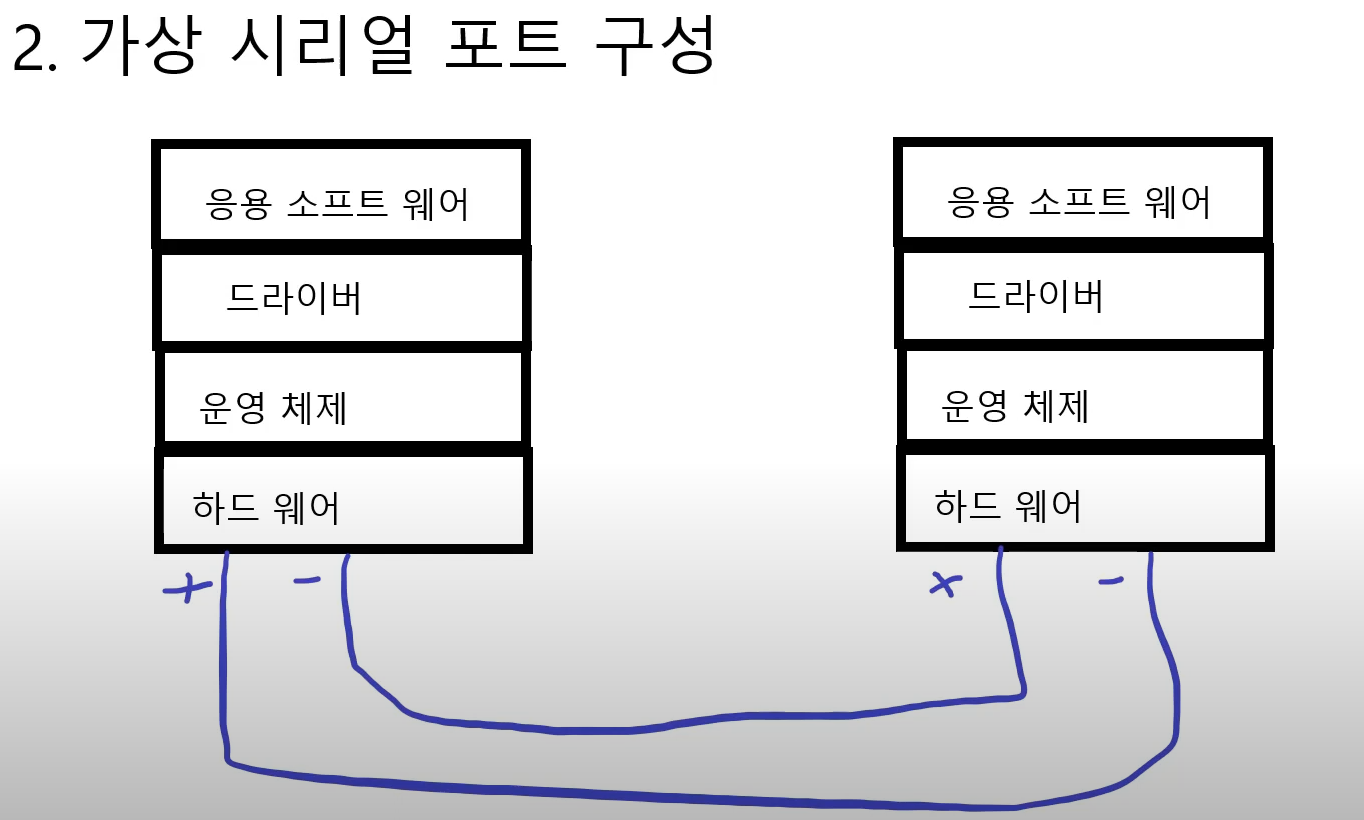 2. 가상 시리얼 포트 구성
응용 소프트 웨어
드라이버
운영 체제
하드 웨어
+ -
응용 소프트 웨어
드라이버
운영 체제
하드 웨어
x -